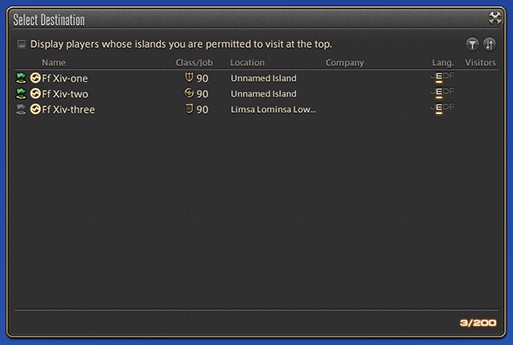 Select Destination
Display players whose islands you are permitted to visit at the top.
Name Class/Job Location Company Lang. Visitors
Ff Xiv-one 90 Unnamed Island JEDF
Ff Xiv-two 90 Unnamed Island JEDF
Ff Xiv-three 90 Limsa Lominsa Low... JEDF
3/200